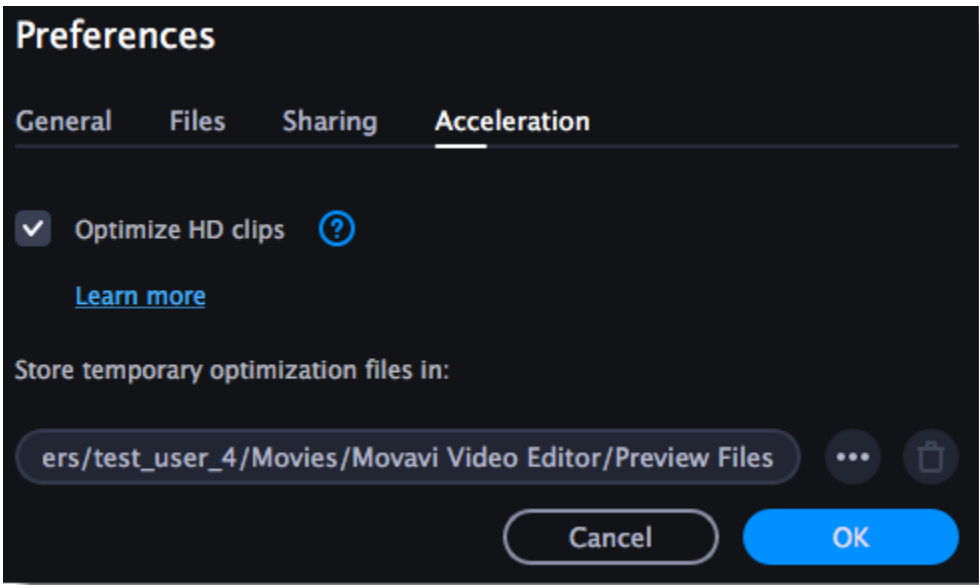 Preferences
General Files Sharing Acceleration
Optimize HD clips ?
Learn more
Store temporary optimization files in:
ers/test_user_4/Movies/Movavi Video Editor/Preview Files •••
Cancel OK